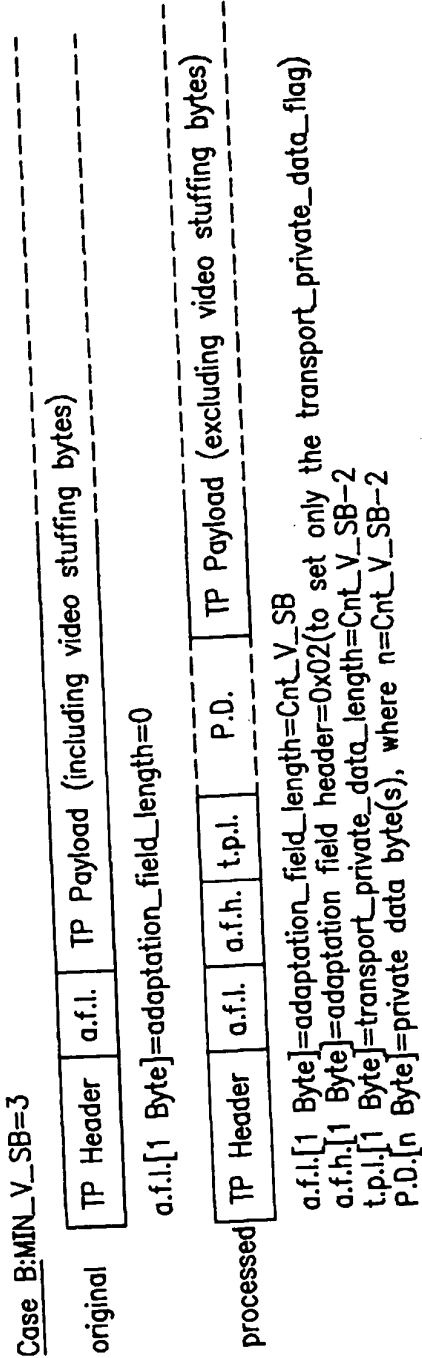 Case B:MIN_V_SB=3
original TP Header a.f.l. TP Payload (including video stuffing bytes)
a.f.l.[1 Byte]=adaptation_field_length=0
processed TP Header a.f.l. a.f.h. t.p.l. P.D. TP Payload (excluding video stuffing bytes)
a.f.l.[1 Byte]=adaptation_field_length=Cnt_V_SB
a.f.h.[1 Byte]=adaptation field header=0x02(to set only the transport_private_data_flag)
t.p.l.[1 Byte]=transport_private_data_length=Cnt_V_SB-2
P.D.[n Byte]=private data byte(s), where n=Cnt_V_SB-2